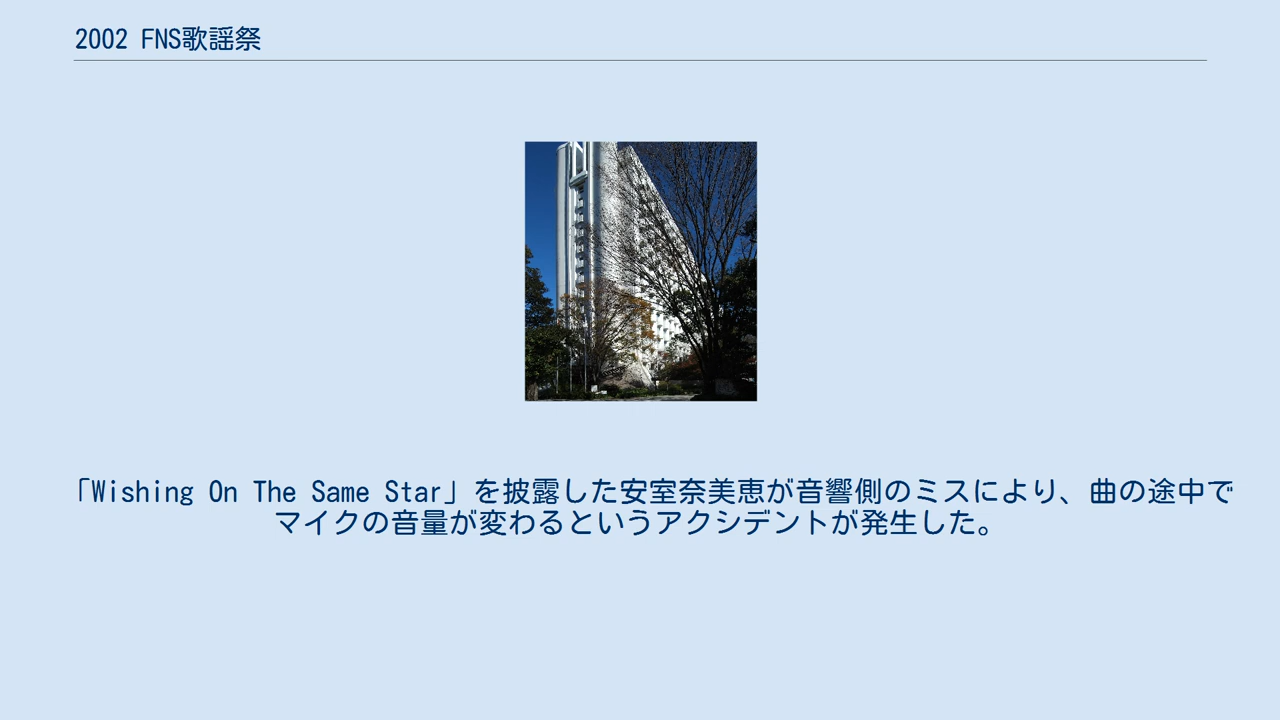 2002 FNS歌謡祭
「Wishing On The Same Star」を披露した安室奈美恵が音響側のミスにより、曲の途中で
マイクの音量が変わるというアクシデントが発生した。